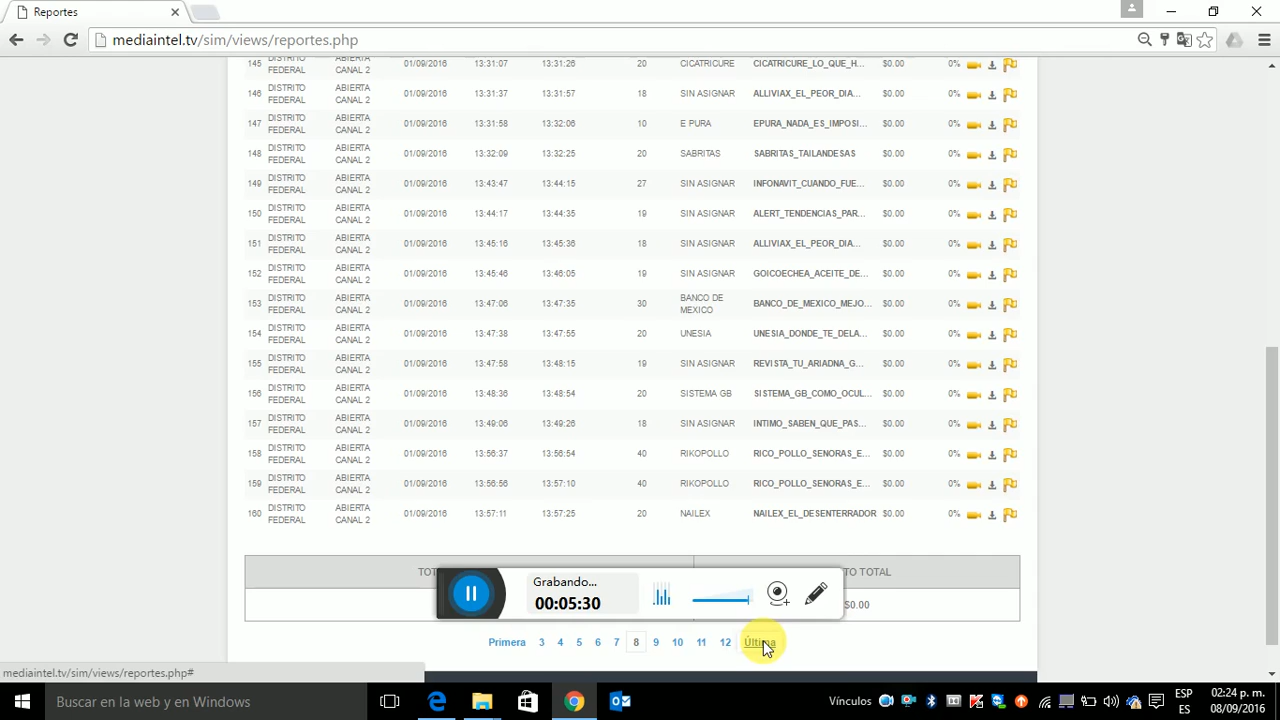 Reportes
mediaintel.tv/sim/views/reportes.php
145 DISTRITO FEDERAL ABIERTA CANAL 2 01/09/2016 13:31:07 13:31:26 20 CICATRICURE CICATRICURE_LO_QUE_H... $0.00 0%
146 DISTRITO FEDERAL ABIERTA CANAL 2 01/09/2016 13:31:37 13:31:57 18 SIN ASIGNAR ALLIVIAX_EL_PEOR_DIA... $0.00 0%
147 DISTRITO FEDERAL ABIERTA CANAL 2 01/09/2016 13:31:58 13:32:06 10 E PURA EPURA_NADA_ES_IMPOSI... $0.00 0%
148 DISTRITO FEDERAL ABIERTA CANAL 2 01/09/2016 13:32:09 13:32:25 20 SABRITAS SABRITAS_TAILANDESAS $0.00 0%
149 DISTRITO FEDERAL ABIERTA CANAL 2 01/09/2016 13:43:47 13:44:15 27 SIN ASIGNAR INFONAVIT_CUANDO_FUE... $0.00 0%
150 DISTRITO FEDERAL ABIERTA CANAL 2 01/09/2016 13:44:17 13:44:35 19 SIN ASIGNAR ALERT_TENDENCIAS_PAR... $0.00 0%
151 DISTRITO FEDERAL ABIERTA CANAL 2 01/09/2016 13:45:16 13:45:36 18 SIN ASIGNAR ALLIVIAX_EL_PEOR_DIA... $0.00 0%
152 DISTRITO FEDERAL ABIERTA CANAL 2 01/09/2016 13:45:46 13:46:05 19 SIN ASIGNAR GOICOECHEA_ACEITE_DE... $0.00 0%
153 DISTRITO FEDERAL ABIERTA CANAL 2 01/09/2016 13:47:06 13:47:35 30 BANCO DE MEXICO BANCO_DE_MEXICO_MEJO... $0.00 0%
154 DISTRITO FEDERAL ABIERTA CANAL 2 01/09/2016 13:47:38 13:47:55 20 UNESIA UNESIA_DONDE_TE_DELA... $0.00 0%
155 DISTRITO FEDERAL ABIERTA CANAL 2 01/09/2016 13:47:58 13:48:15 19 SIN ASIGNAR REVISTA_TU_ARIADNA_G... $0.00 0%
156 DISTRITO FEDERAL ABIERTA CANAL 2 01/09/2016 13:48:36 13:48:54 20 SISTEMA GB SISTEMA_GB_COMO_OCUL... $0.00 0%
157 DISTRITO FEDERAL ABIERTA CANAL 2 01/09/2016 13:49:06 13:49:26 18 SIN ASIGNAR INTIMO_SABEN_QUE_PAS... $0.00 0%
158 DISTRITO FEDERAL ABIERTA CANAL 2 01/09/2016 13:56:37 13:56:54 40 RIKOPOLLO RICO_POLLO_SENORAS_E... $0.00 0%
159 DISTRITO FEDERAL ABIERTA CANAL 2 01/09/2016 13:56:56 13:57:10 40 RIKOPOLLO RICO_POLLO_SENORAS_E... $0.00 0%
160 DISTRITO FEDERAL ABIERTA CANAL 2 01/09/2016 13:57:11 13:57:25 20 NAILEX NAILEX_EL_DESENTERRADOR $0.00 0%
TOT TO TOTAL
$0.00
Grabando...
00:05:30
Primera 3 4 5 6 7 8 9 10 11 12 Última
mediaintel.tv/sim/views/reportes.php#
Buscar en la web y en Windows
Vínculos
ESP
ES
02:24 p. m.
08/09/2016